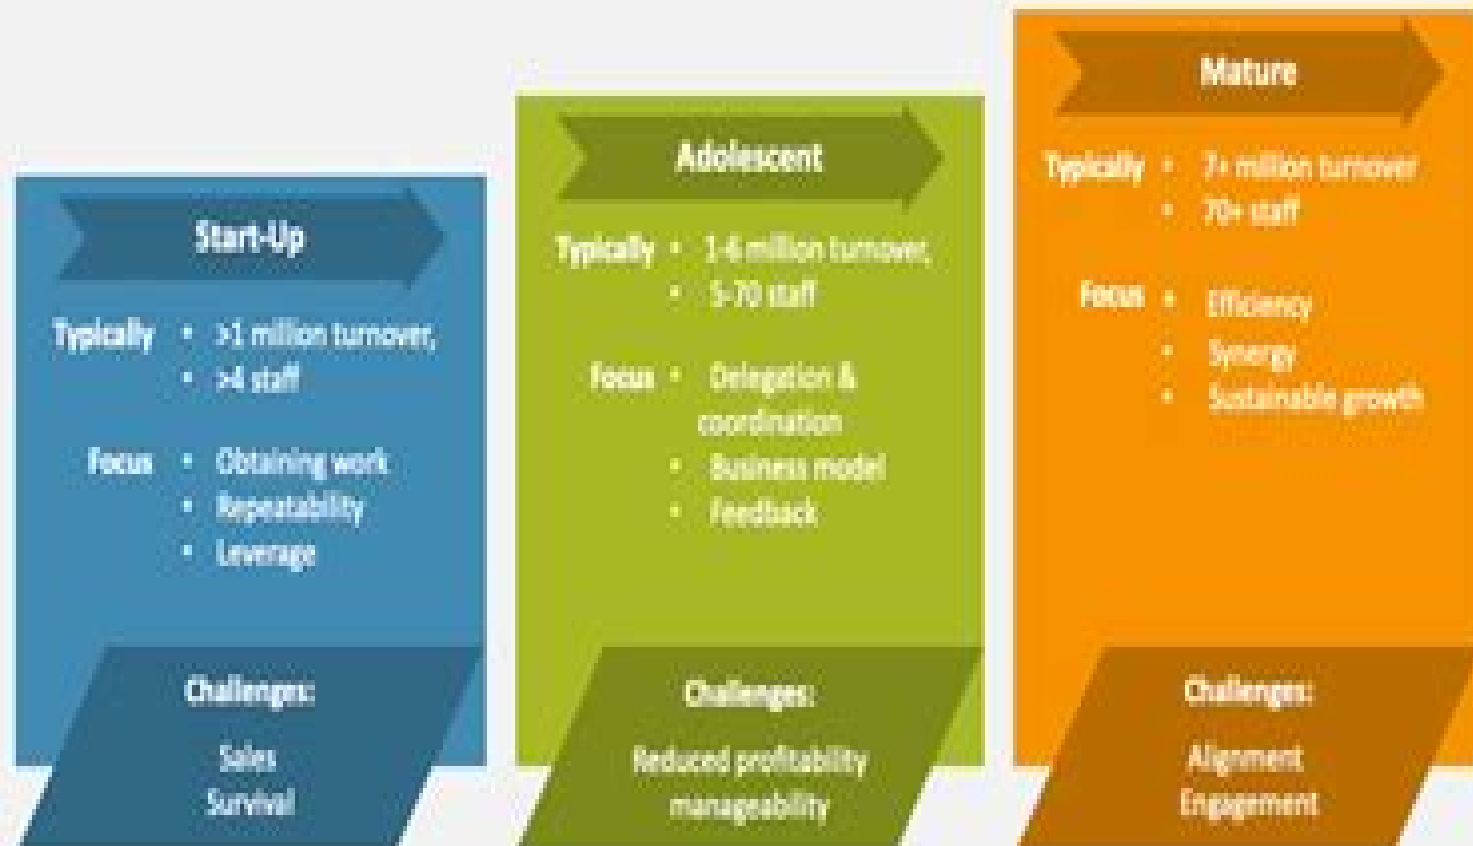 Start-Up
Typically • >1 million turnover,
• >4 staff
Focus • Obtaining work
• Repeatability
• Leverage
Challenges:
Sales
Survival
Adolescent
Typically • 1-6 million turnover,
• 5-70 staff
Focus • Delegation &
coordination
• Business model
• Feedback
Challenges:
Reduced profitability
manageability
Mature
Typically • 7+ million turnover
• 70+ staff
Focus • Efficiency
• Synergy
• Sustainable growth
Challenges:
Alignment
Engagement